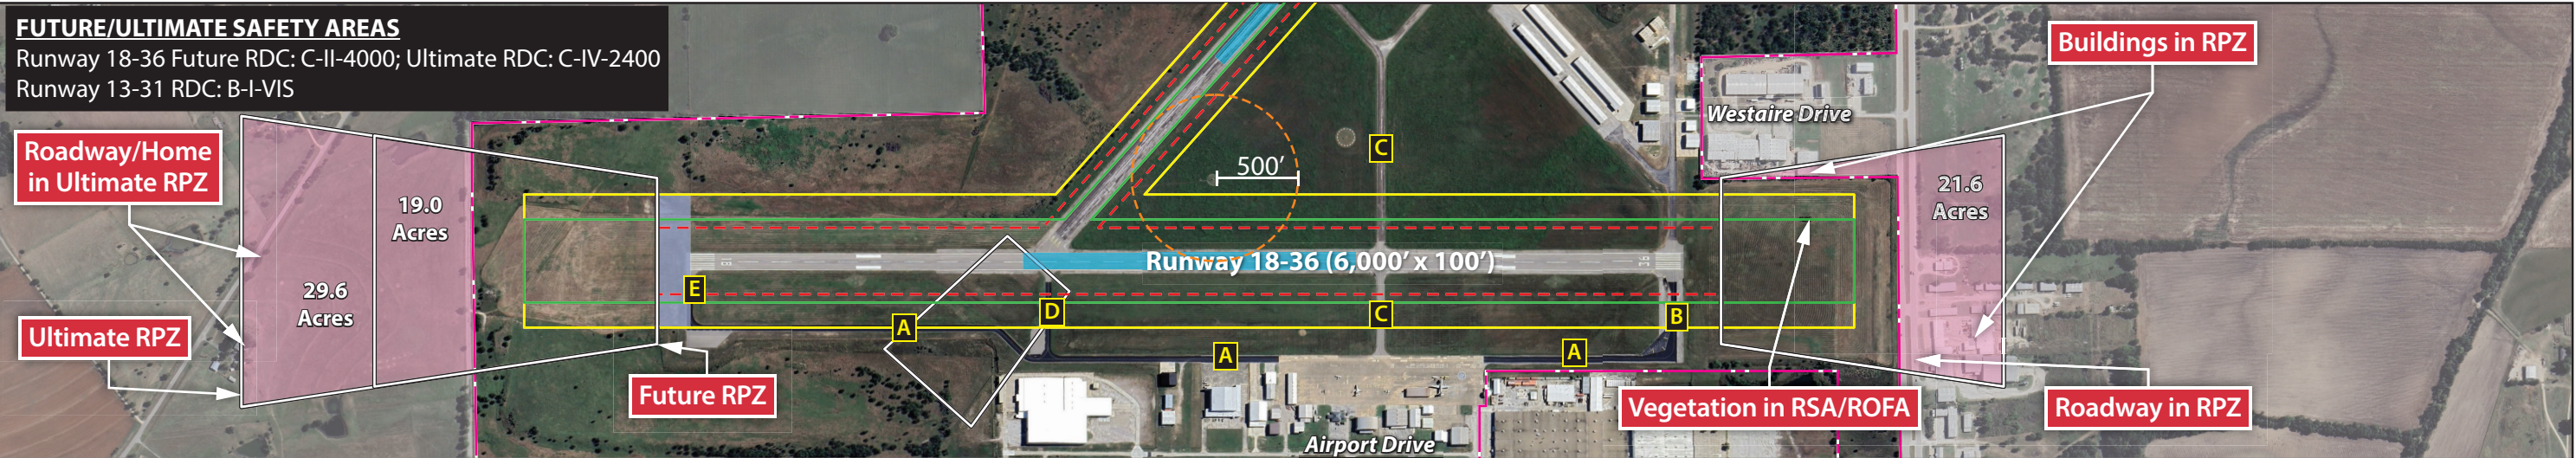 FUTURE/ULTIMATE SAFETY AREAS
Runway 18-36 Future RDC: C-II-4000; Ultimate RDC: C-IV-2400
Runway 13-31 RDC: B-I-VIS
Buildings in RPZ
Westaire Drive
Roadway/Home
in Ultimate RPZ
C
500’
19.0
Acres
21.6
Acres
18
Runway 18-36 (6,000’ x 100’)
36
29.6
Acres
E
D
C
B
A
Ultimate RPZ
A
A
Future RPZ
Vegetation in RSA/ROFA
Roadway in RPZ
Airport Drive